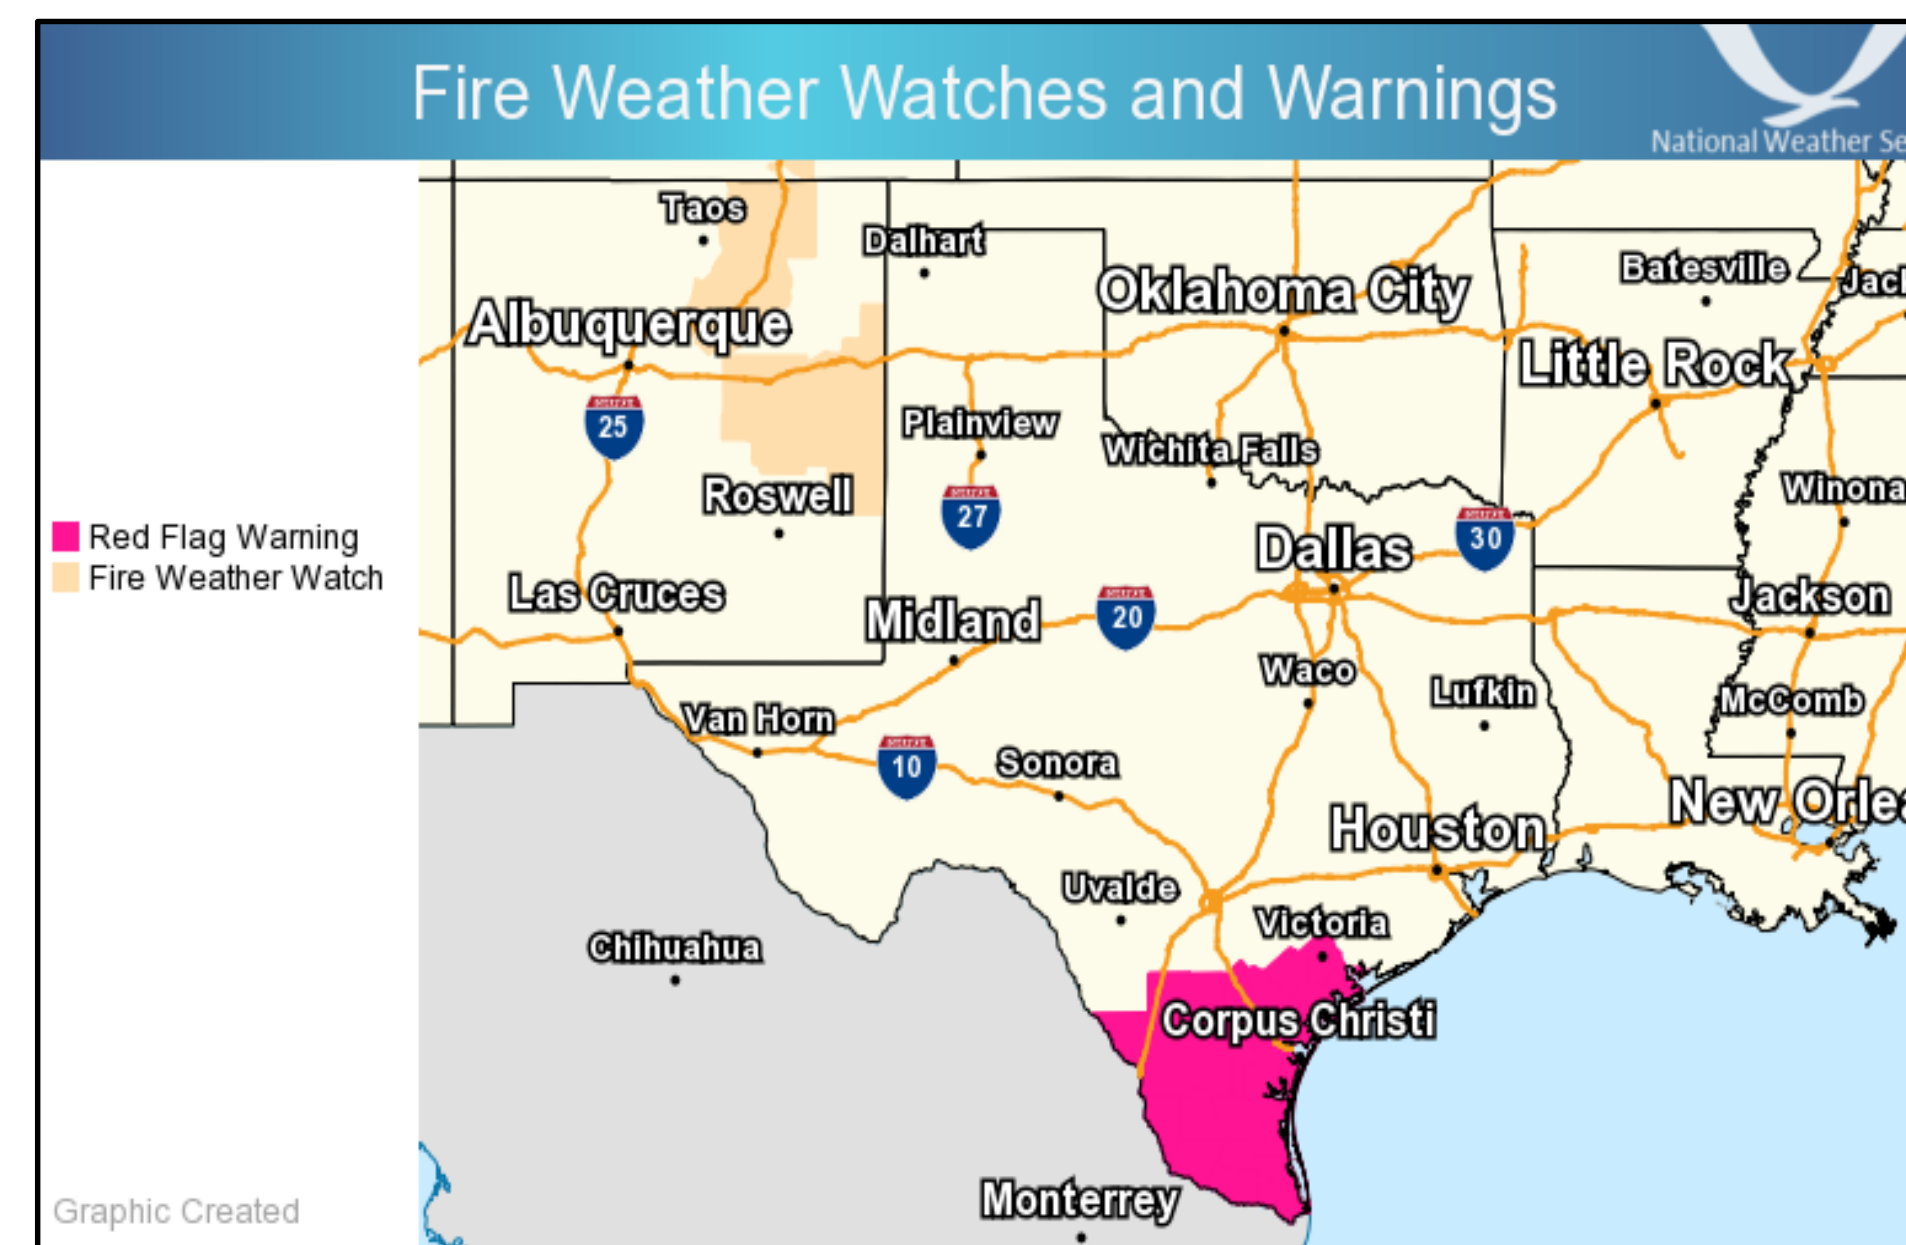 Fire Weather Watches and Warnings
National Weather Se
Taos
Dalhart
Batesville
Jack
Oklahoma City
Albuquerque
Little Rock
25
Plainview
Wichita Falls
Winona
Roswell
27
Red Flag Warning
30
Dallas
Fire Weather Watch
Las Cruces
Jackson
Midland
20
Waco
Lufkin
McComb
Van Horn
10
Sonora
New Orlea
Houston
Uvalde
Victoria
Chihuahua
Corpus Christi
Monterrey
Graphic Created